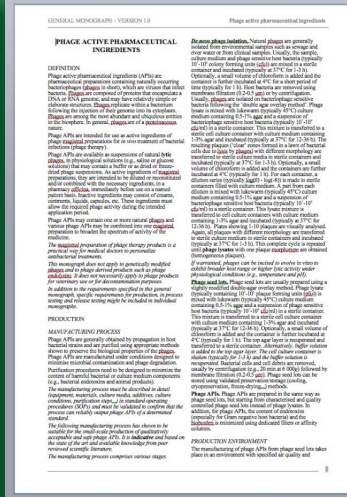 GENERAL MONOGRAPH – VERSION 1.0
Phage active pharmaceutical ingredients
PHAGE ACTIVE PHARMACEUTICAL
INGREDIENTS
DEFINITION
Phage active pharmaceutical ingredients (APIs) are
pharmaceutical preparations containing naturally occurring
bacteriophages (phages in short), which are viruses that infect
bacteria. Phages are composed of proteins that encapsulate a
DNA or RNA genome, and may have relatively simple or
elaborate structures. Phages replicate within a bacterium
following the injection of their genome into its cytoplasm.
Phages are among the most abundant and ubiquitous entities
in the biosphere. In general, phages are of a
nature.
Phage APIs are intended for use as active ingredients of
phage magistral preparations for in vivo treatment of bacterial
infections (phage therapy).
Phage APIs are available as suspensions of natural lytic
phages, in physiological solutions (e.g., saline or glucose
solutions) that may contain a buffer or stabilizer, or as freeze-
dried phage suspensions. As active ingredients of magistral
preparations, they are intended to be diluted or reconstituted
and/or combined with the necessary ingredients, in a
pharmacy officina, immediately before use on a named
patient basis. Inactive ingredients may consist of creams,
ointments, liquids, capsules, etc. These ingredients must
allow the required phage activity during the intended
application period.
Phage APIs may contain one or more natural phages and
various phage APIs may be combined into one magistral
preparation to broaden the spectrum of activity of the
medicine.
The magistral preparation of phage therapy products is a
practical way for medical doctors to personalize
antibacterial treatments.
This monograph does not apply to genetically modified
phages and to phage derived products such as phage
endolysins. It does not necessarily apply to phage products
for veterinary use or for decontamination purposes.
In addition to the requirements specified in this general
monograph, specific requirements for production, in process
testing and release testing might be included in individual
monographs.
PRODUCTION
MANUFACTURING PROCESS
Phage APIs are generally obtained by propagation in host
bacterial strains and are purified using appropriate methods
shown to preserve the biological properties of the phages.
Phage APIs are manufactured under conditions designed to
minimise microbial contamination and phage degradation.
Purification procedures need to be designed to minimize the
content of harmful bacterial or culture medium components
(e.g., bacterial endotoxins and animal products).
The manufacturing process must be described in detail
(equipment, materials, culture media, additives, culture
conditions, purification steps,…) in standard operating
procedures (SOPs) and must be validated to confirm that the
process can reliably output phage APIs of a determined
standard.
The following manufacturing process has shown to be
suitable for the small-scale production of qualitatively
acceptable and safe phage APIs. It is indicative and based on
the state of the art and available knowledge from peer
reviewed scientific literature.
The manufacturing process comprises various stages.
De novo phage isolation. Natural phages are generally
isolated from environmental samples such as sewage and
river water or from clinical samples. Usually, the sample,
culture medium and phage sensitive host bacteria (typically
colony forming units (cfu)) are mixed in a sterile
container and incubated (typically at 37°C for 1-3 h).
Optionally, a small volume of chloroform is added and the
container is further incubated at 4°C for a short period of
time (typically for 1 h). Host bacteria are removed using
membrane filtration (0.2-0.5 µm) or by centrifugation.
Usually, phages are isolated on bacteriophage sensitive
bacteria following the 'double agar overlay method'. Phage
lysate is mixed with lukewarm (typically 45°C) culture
medium containing 0.5-1% agar and a suspension of
bacteriophage sensitive host bacteria (typically
cfu/ml) in a sterile container. This mixture is transferred to a
sterile cell culture container with culture medium containing
1-3% agar and incubated (typically at 37°C for 12-36 h). The
resulting plaques ('clear' zones formed in a lawn of bacterial
cells due to lysis by phages) with different morphology are
transferred to sterile culture media in sterile containers and
incubated (typically at 37°C for 1-3 h). Optionally, a small
volume of chloroform is added and the containers are further
incubated at 4°C (typically for 1 h). For each container, a
dilution series (typically log(0) - log(-4)) is made in sterile
containers filled with culture medium. A part from each
dilution is mixed with lukewarm (typically 45°C) culture
medium containing 0.5-1% agar and a suspension of
bacteriophage sensitive host bacteria (typically
cfu/ml) in a sterile container. This lysate mixture is
transferred to cell culture containers with culture medium
containing 1-3% agar and incubated (typically at 37°C for
12-36 h). Plates showing 1-10 plaques are visually analysed.
Again, all plaques with different morphology are transferred
to sterile culture medium in sterile containers and incubated
(typically at 37°C for 1-3 h). This complete cycle is repeated
until phage lysates with one plaque morphology are obtained
(homogeneous plaques).
If warranted, phages can be incited to evolve in vitro to
exhibit broader host range or higher lytic activity under
physiological conditions (e.g., temperature and pH).
Phage seed lots. Phage seed lots are usually prepared using a
slightly modified double-agar overlay method. Phage lysate
(typically containing plaque forming units (pfu)) is
mixed with lukewarm (typically 45°C) culture medium
containing 0.5-1% agar and a suspension of phage sensitive
host bacteria (typically cfu/ml) in a sterile container.
This mixture is transferred to a sterile cell culture container
with culture medium containing 1-3% agar and incubated
(typically at 37°C for 12-36 h). Optionally, a small volume of
chloroform is added and the container is further incubated at
4°C (typically for 1 h). The top agar layer is recuperated and
transferred to a sterile container. Alternatively, buffer solution
is added to the top agar layer. The cell culture container is
shaken (typically for 1-3 h) and the buffer solution is
recuperated. Bacterial cells and cell debris are removed,
usually by centrifugation (e.g., 20 min at 6 000g) followed by
membrane filtration (0.2-0.5 µm). Phage seed lots can be
stored using validated preservation storage (cooling,
cryopreservation, freeze-drying,…) methods.
Phage APIs. Phage APIs are prepared in the same way as
phage seed lots, but starting from characterised and quality
controlled phage seed lots instead of phage lysates. In
addition, for phage APIs, the content of endotoxins
(especially for Gram negative host bacteria) and the
bioburden is minimized using dedicated filters or affinity
columns.
PRODUCTION ENVIRONMENT
The manufacturing of phage APIs from phage seed lots takes
place in an environment with specified air quality and